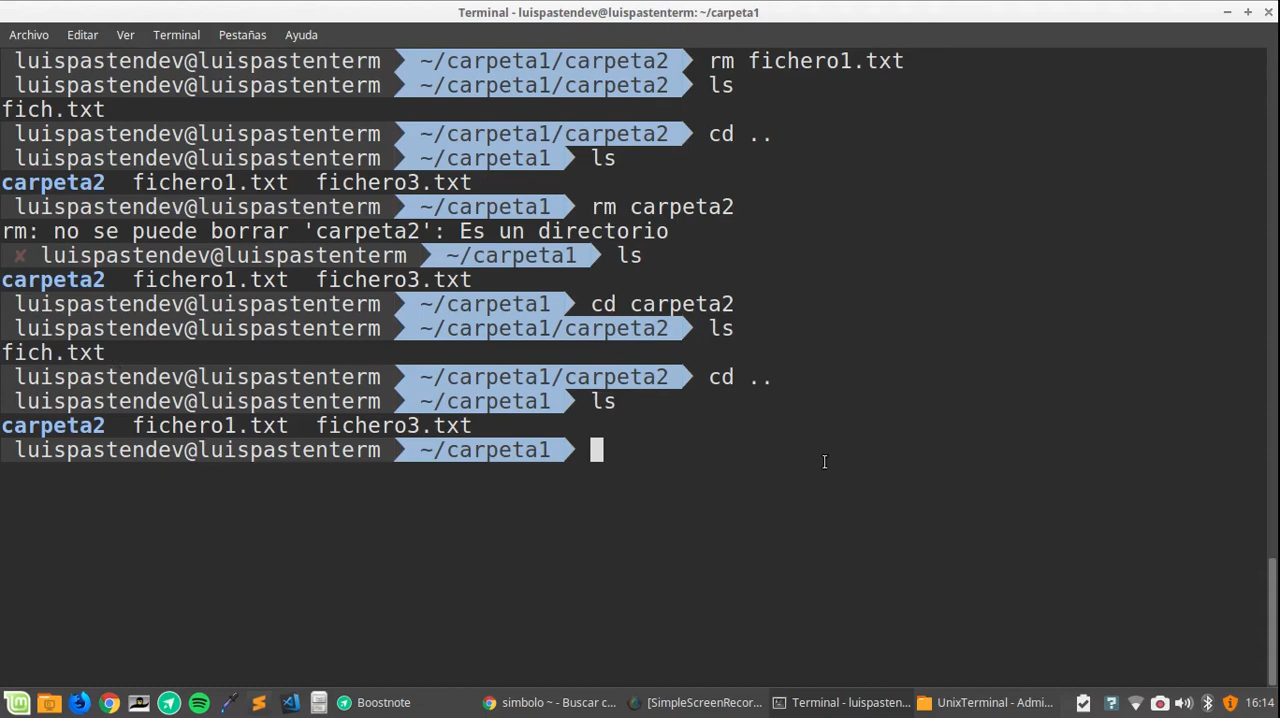 Terminal - luispastendev@luispastenterm: ~/carpeta1
Archivo Editar Ver Terminal Pestañas Ayuda
luispastendev@luispastenterm ~/carpeta1/carpeta2 rm fichero1.txt
luispastendev@luispastenterm ~/carpeta1/carpeta2 ls
fich.txt
luispastendev@luispastenterm ~/carpeta1/carpeta2 cd ..
luispastendev@luispastenterm ~/carpeta1 ls
carpeta2 fichero1.txt fichero3.txt
luispastendev@luispastenterm ~/carpeta1 rm carpeta2
rm: no se puede borrar 'carpeta2': Es un directorio
✘ luispastendev@luispastenterm ~/carpeta1 ls
carpeta2 fichero1.txt fichero3.txt
luispastendev@luispastenterm ~/carpeta1 cd carpeta2
luispastendev@luispastenterm ~/carpeta1/carpeta2 ls
fich.txt
luispastendev@luispastenterm ~/carpeta1/carpeta2 cd ..
luispastendev@luispastenterm ~/carpeta1 ls
carpeta2 fichero1.txt fichero3.txt
luispastendev@luispastenterm ~/carpeta1
Boostnote simbolo ~ - Buscar c... [SimpleScreenRecor... Terminal - luispasten... UnixTerminal - Admi... 16:14